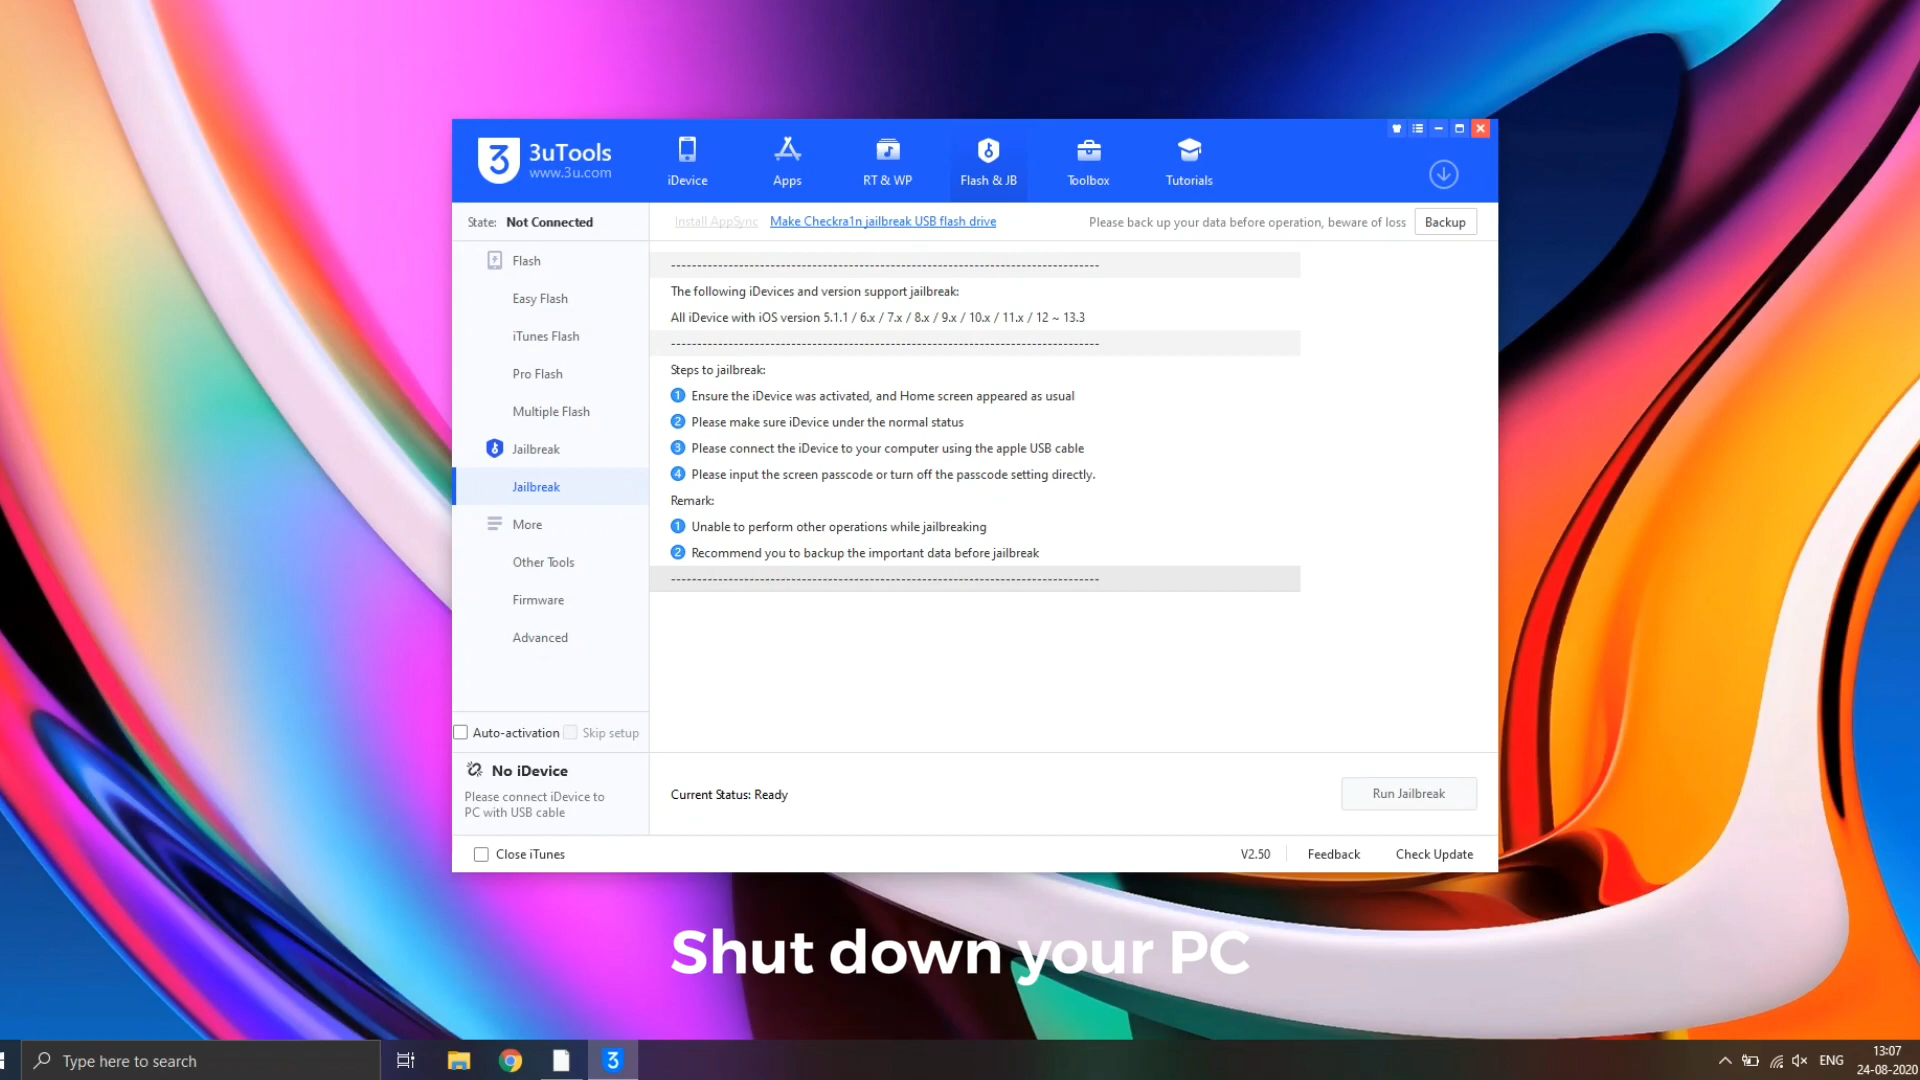 3 3uTools
www.3u.com
iDevice
Apps
RT & WP
Flash & JB
Toolbox
Tutorials
State: Not Connected
Install AppSync
Make Checkra1n jailbreak USB flash drive
Please back up your data before operation, beware of loss
Backup
Flash
Easy Flash
iTunes Flash
Pro Flash
Multiple Flash
Jailbreak
Jailbreak
More
Other Tools
Firmware
Advanced
--------------------------------------------------------------------------------
The following iDevices and version support jailbreak:
All iDevice with iOS version 5.1.1 / 6.x / 7.x / 8.x / 9.x / 10.x / 11.x / 12 ~ 13.3
--------------------------------------------------------------------------------
Steps to jailbreak:
1 Ensure the iDevice was activated, and Home screen appeared as usual
2 Please make sure iDevice under the normal status
3 Please connect the iDevice to your computer using the apple USB cable
4 Please input the screen passcode or turn off the passcode setting directly.
Remark:
1 Unable to perform other operations while jailbreaking
2 Recommend you to backup the important data before jailbreak
--------------------------------------------------------------------------------
Auto-activation
Skip setup
No iDevice
Please connect iDevice to
PC with USB cable
Current Status: Ready
Run Jailbreak
Close iTunes
V2.50
Feedback
Check Update
Shut down your PC
Type here to search
3
ENG
13:07
24-08-2020